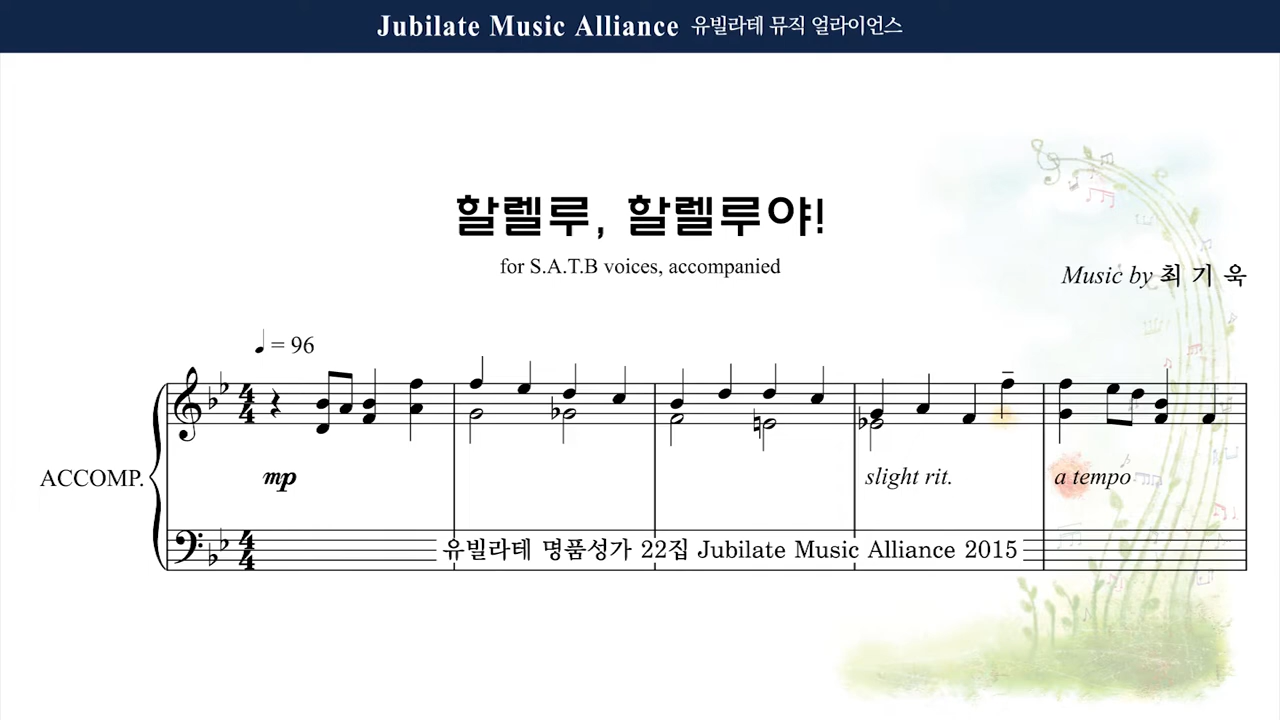 Jubilate Music Alliance 유빌라테 뮤직 얼라이언스
할렐루, 할렐루야!
for S.A.T.B voices, accompanied
Music by 최 기 욱
= 96
ACCOMP.
mp
slight rit.
a tempo
유빌라테 명품성가 22집 Jubilate Music Alliance 2015